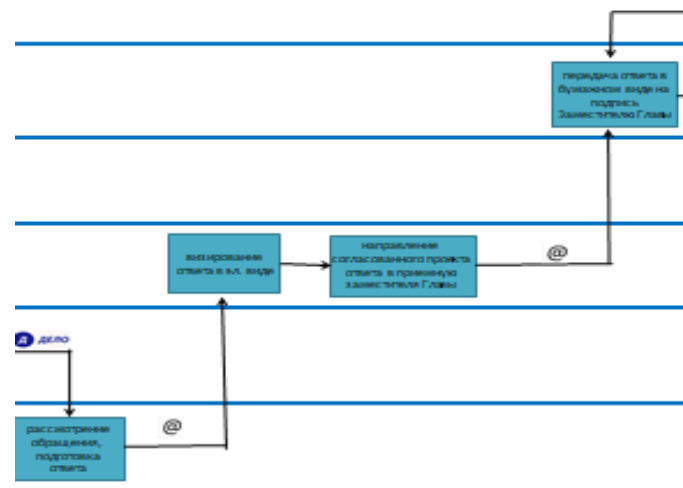 передача ответа в
бумажном виде на
подпись
Заместителю Главы
визирование
ответа в эл. виде
направление
согласованного проекта
ответа в приемную
заместителя Главы
@
Д ДЕЛО
рассмотрение
обращения,
подготовка
ответа
@